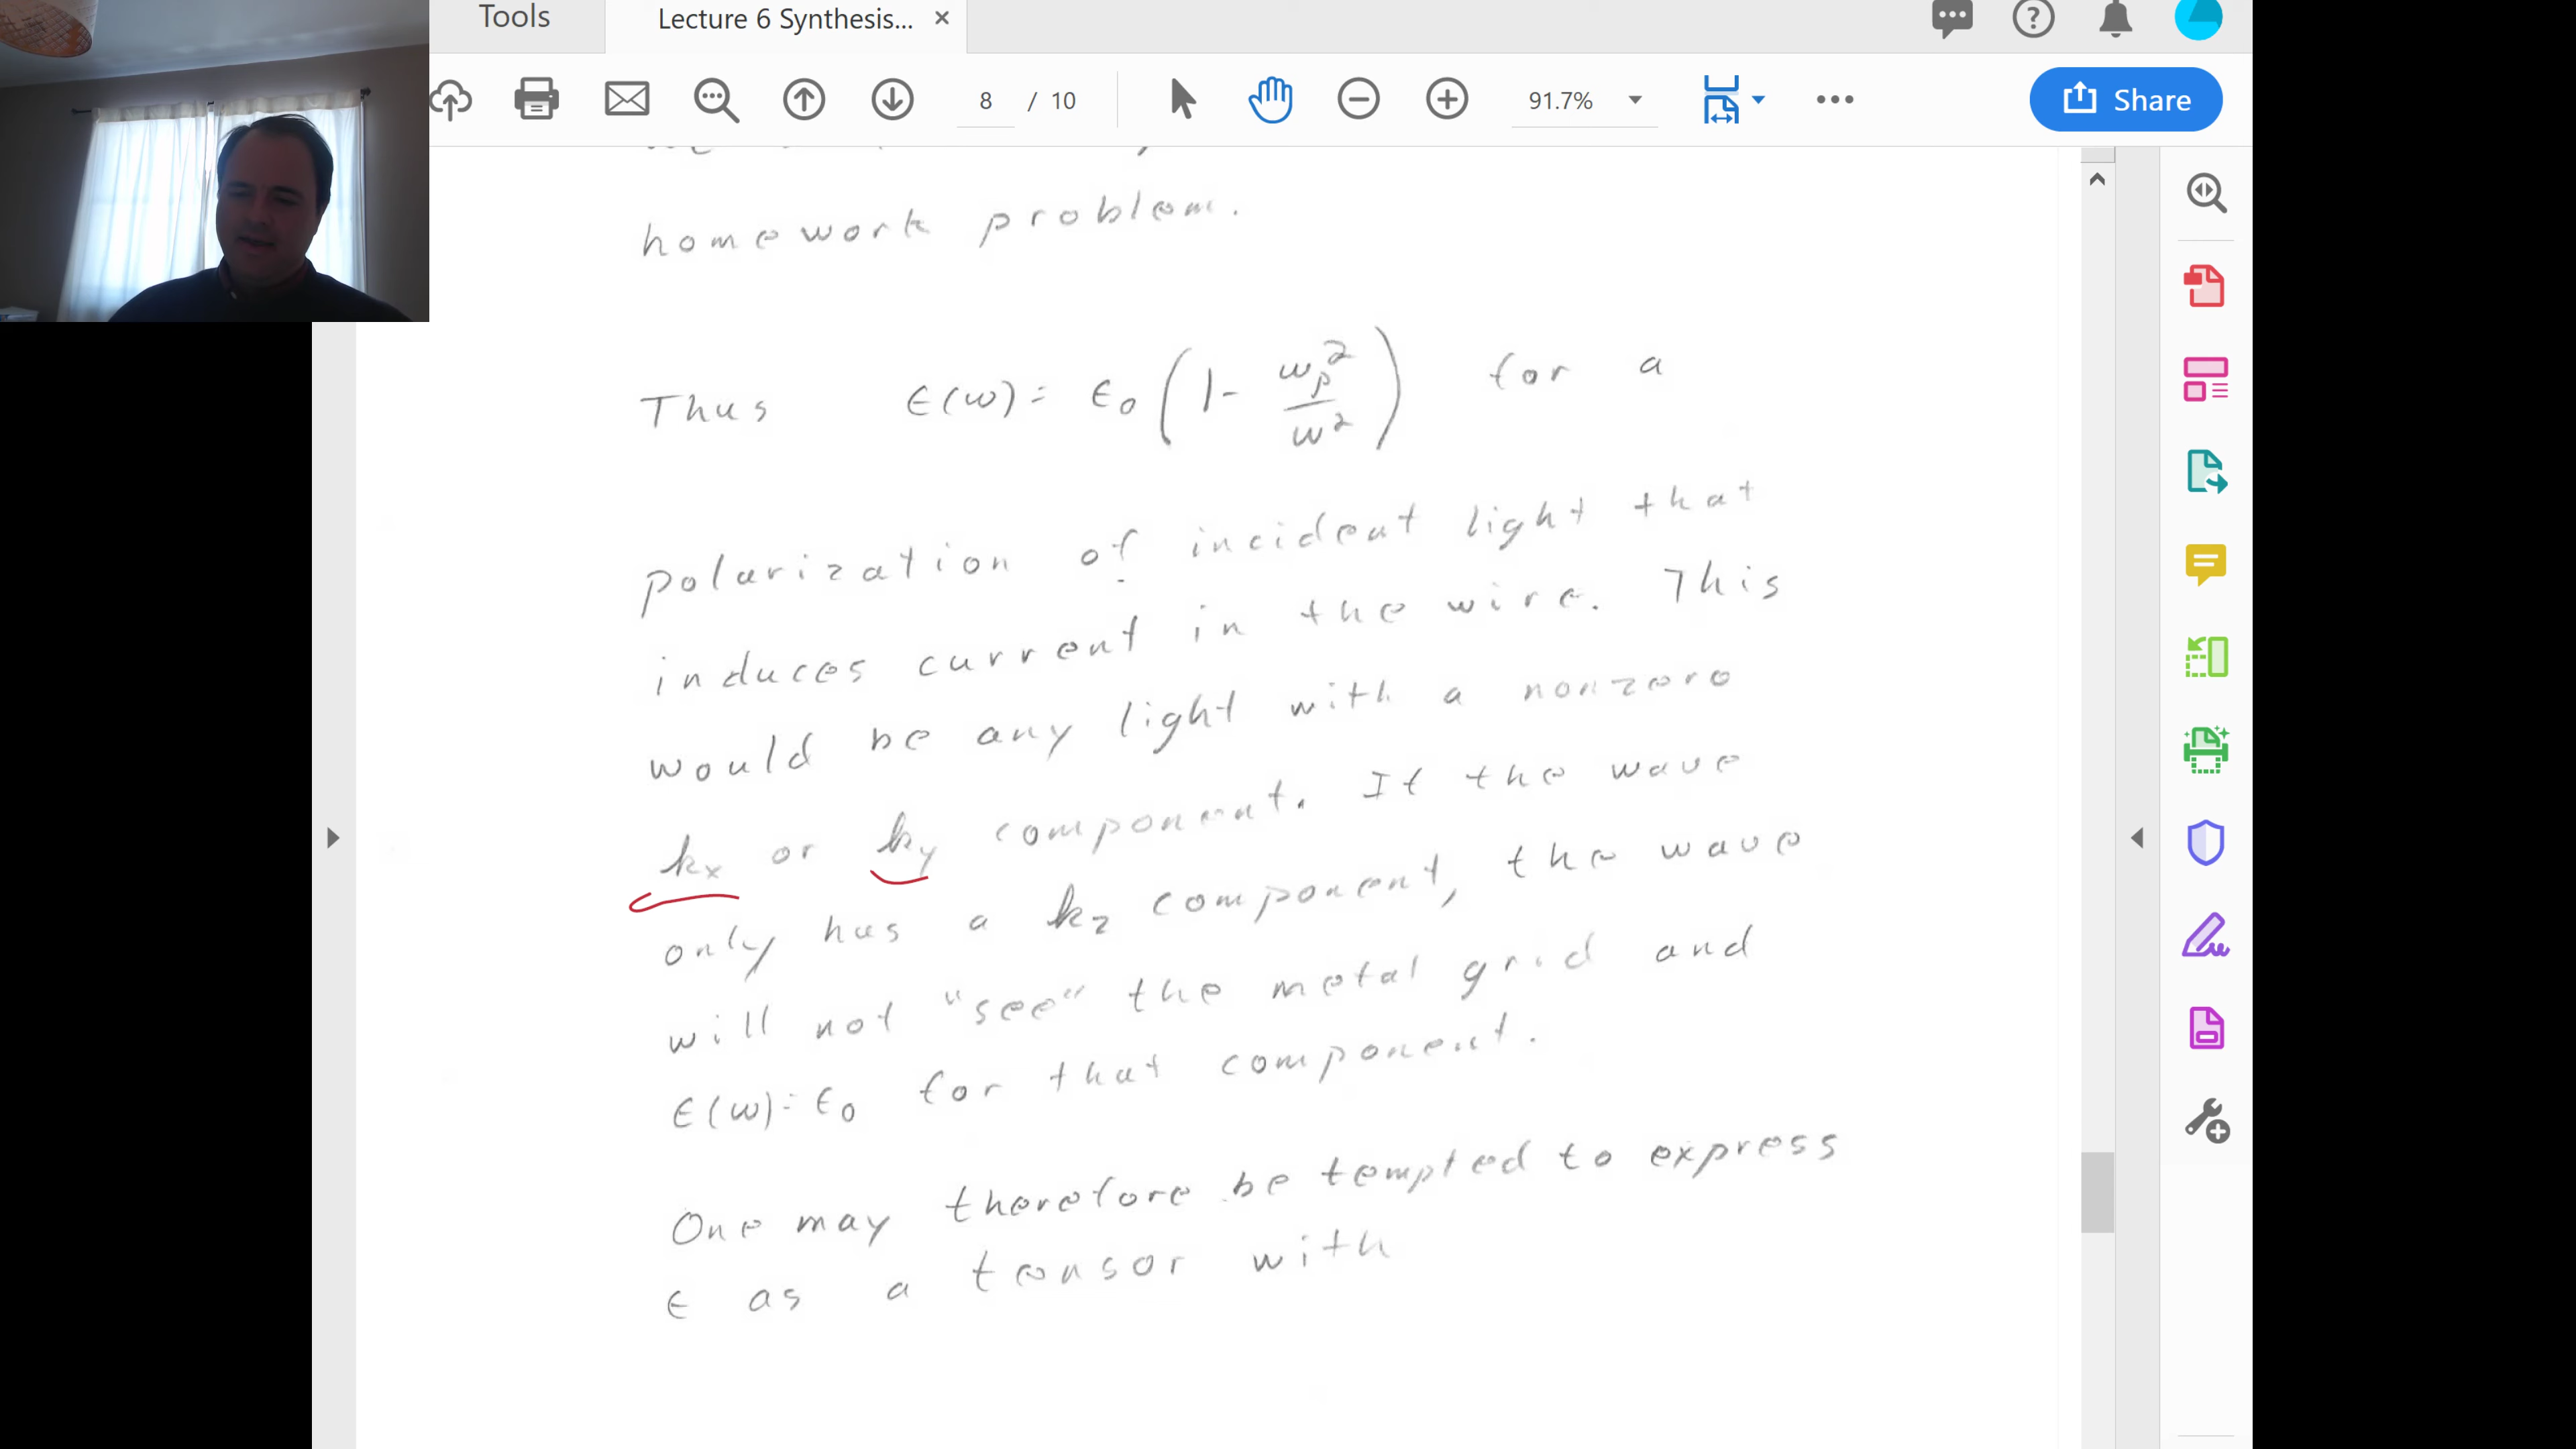 Tools
Lecture 6 Synthesis... ×
8 / 10
91.7%
Share
homework problem.
Thus ϵ(ω) = ϵ₀ (1 - ωₚ²/ω²) for a
polarization of incident light that
induces current in the wire. This
would be any light with a nonzero
kₓ or k_y component. If the wave
only has a k_z component, the wave
will not "see" the metal grid and
ϵ(ω) = ϵ₀ for that component.
One may therefore be tempted to express
ϵ as a tensor with